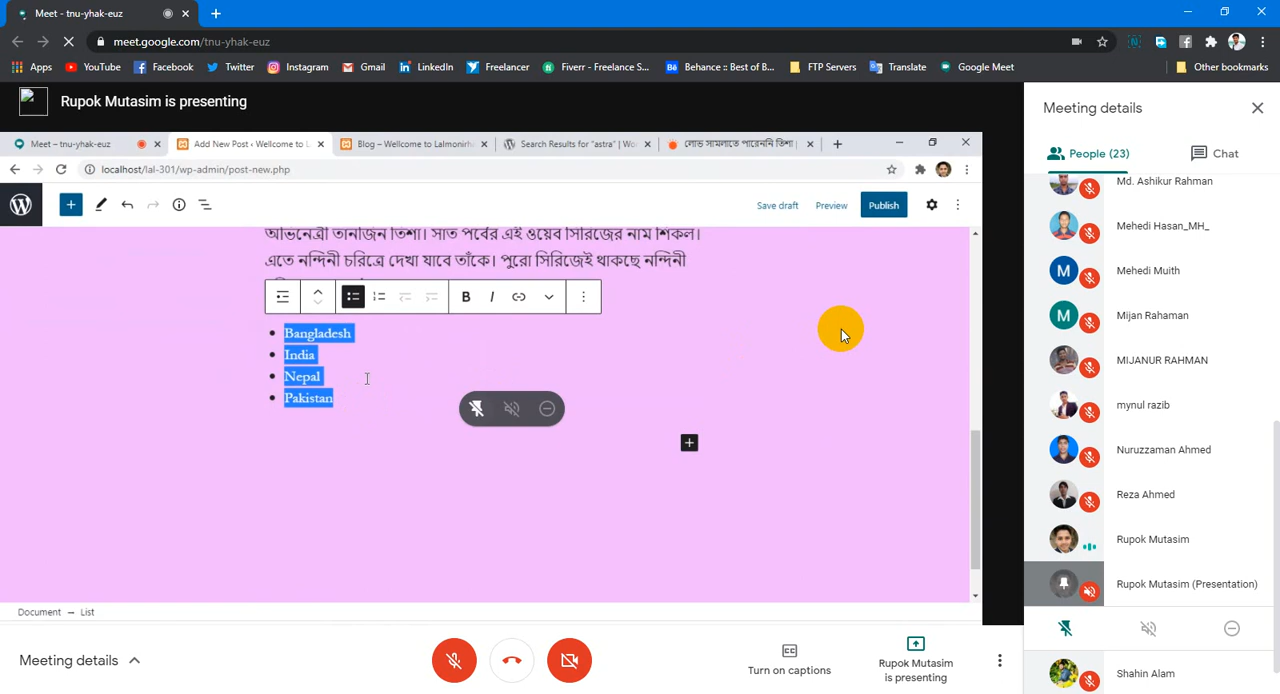 Meet - tnu-yhak-euz
meet.google.com/tnu-yhak-euz
Apps YouTube Facebook Twitter Instagram Gmail LinkedIn Freelancer Fiverr - Freelance S... Behance :: Best of B... FTP Servers Translate Google Meet Other bookmarks
Rupok Mutasim is presenting
Meet – tnu-yhak-euz
Add New Post ‹ Wellcome to L
Blog – Wellcome to Lalmonirh
Search Results for "astra" | Wo
লোভ সামলাতে পারেননি তিশা |
localhost/lal-301/wp-admin/post-new.php
Save draft Preview Publish
অভিনেত্রী তানজিন তিশা। সাত পর্বের এই ওয়েব সিরিজের নাম শিকল।
এতে নন্দিনী চরিত্রে দেখা যাবে তাঁকে। পুরো সিরিজেই থাকছে নন্দিনী
B I
Bangladesh
India
Nepal
Pakistan
Document → List
Meeting details
Turn on captions
Rupok Mutasim
is presenting
Meeting details
People (23)
Chat
Md. Ashikur Rahman
Mehedi Hasan_MH_
M Mehedi Muith
M Mijan Rahaman
MIJANUR RAHMAN
mynul razib
Nuruzzaman Ahmed
Reza Ahmed
Rupok Mutasim
Rupok Mutasim (Presentation)
Shahin Alam